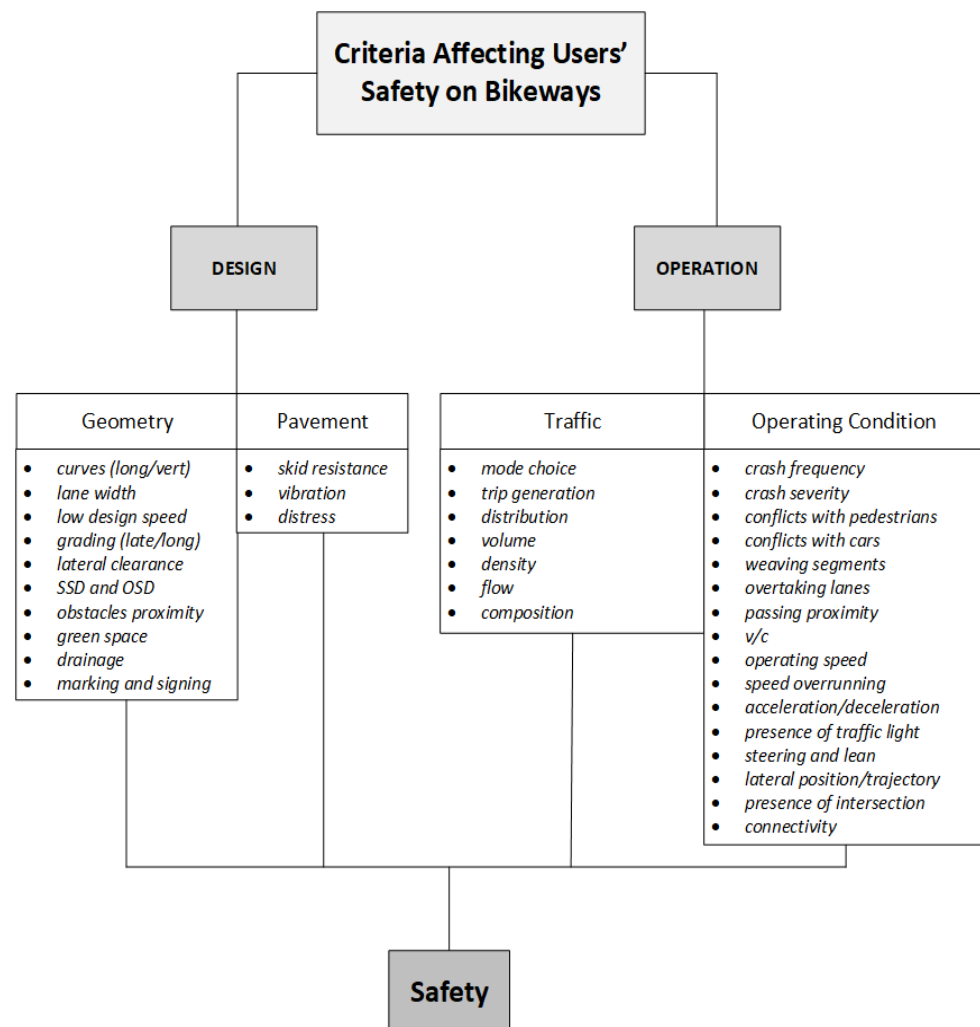 Criteria Affecting Users’
Safety on Bikeways
DESIGN
OPERATION
Geometry
• curves (long/vert)
• lane width
• low design speed
• grading (late/long)
• lateral clearance
• SSD and OSD
• obstacles proximity
• green space
• drainage
• marking and signing
Pavement
• skid resistance
• vibration
• distress
Traffic
• mode choice
• trip generation
• distribution
• volume
• density
• flow
• composition
Operating Condition
• crash frequency
• crash severity
• conflicts with pedestrians
• conflicts with cars
• weaving segments
• overtaking lanes
• passing proximity
• v/c
• operating speed
• speed overrunning
• acceleration/deceleration
• presence of traffic light
• steering and lean
• lateral position/trajectory
• presence of intersection
• connectivity
Safety